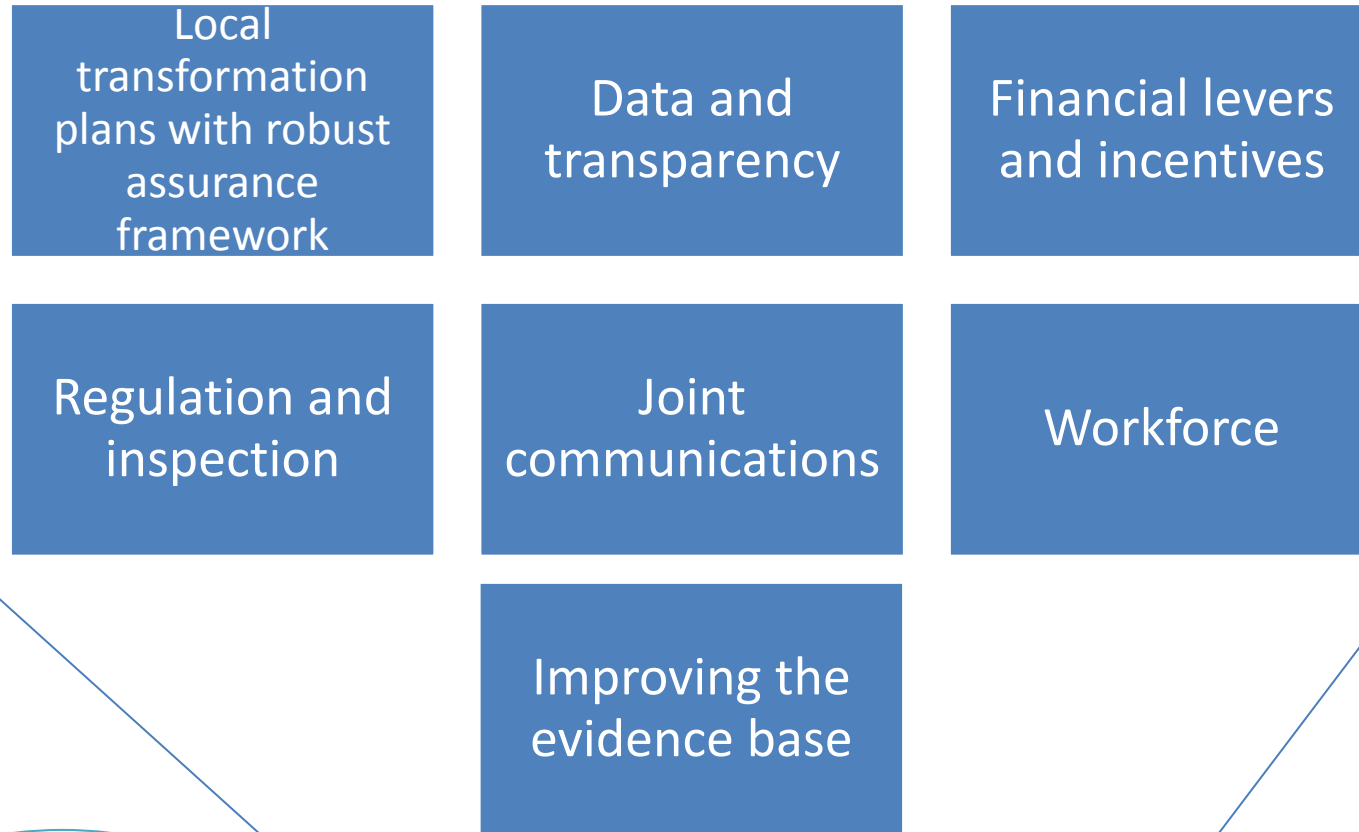 Local
transformation
plans with robust
assurance
framework
Data and
transparency
Financial levers
and incentives
Regulation and
inspection
Joint
communications
Workforce
Improving the
evidence base